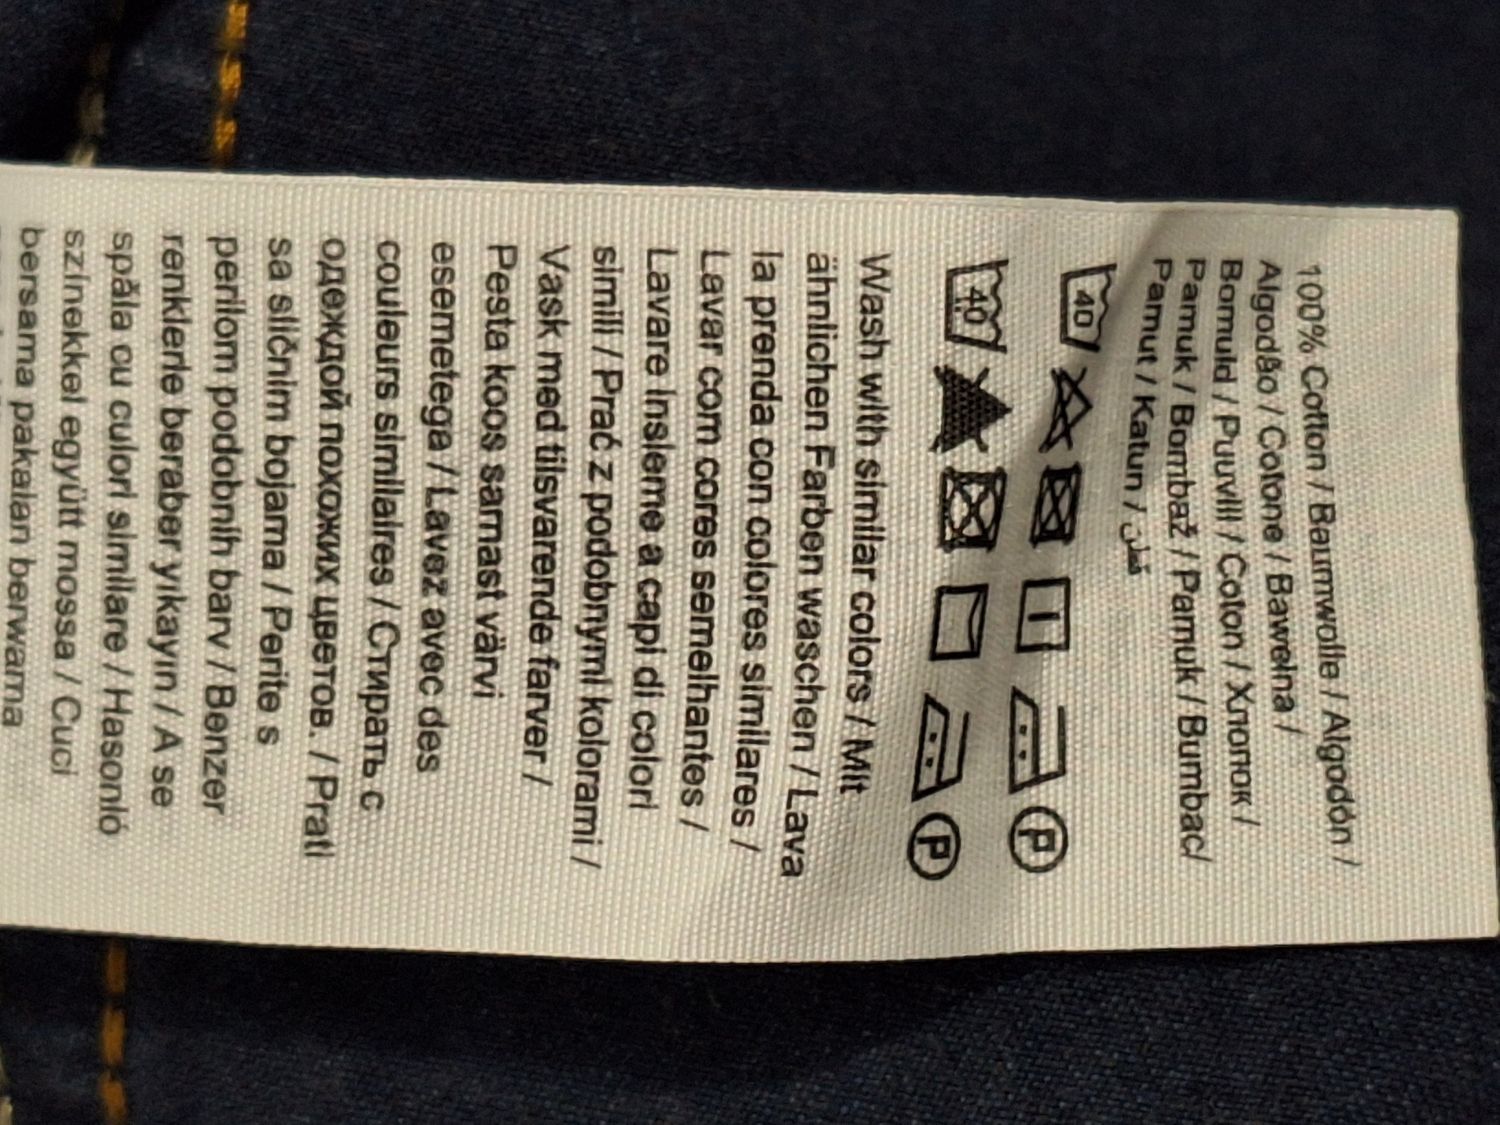 100% Cotton / Baumwolle / Algodón /
Algodão / Cotone / Bawełna /
Bomuld / Puuvill / Coton / Хлопок /
Pamuk / Bombaž / Pamuk / Bumbac/
Pamut / Katun / قطن
40 P
40 P
Wash with similar colors / Mit
ähnlichen Farben waschen / Lava
la prenda con colores similares /
Lavar com cores semelhantes /
Lavare insieme a capi di colori
simili / Prać z podobnymi kolorami /
Vask med tilsvarende farver /
Pesta koos samast värvi
esemetega / Lavez avec des
couleurs similaires / Стирать с
одеждой похожих цветов. / Prati
sa sličnim bojama / Perite s
perilom podobnih barv / Benzer
renklerle beraber yıkayın / A se
spăla cu culori similare / Hasonló
színekkel együtt mossa / Cuci
bersama pakaian berwarna